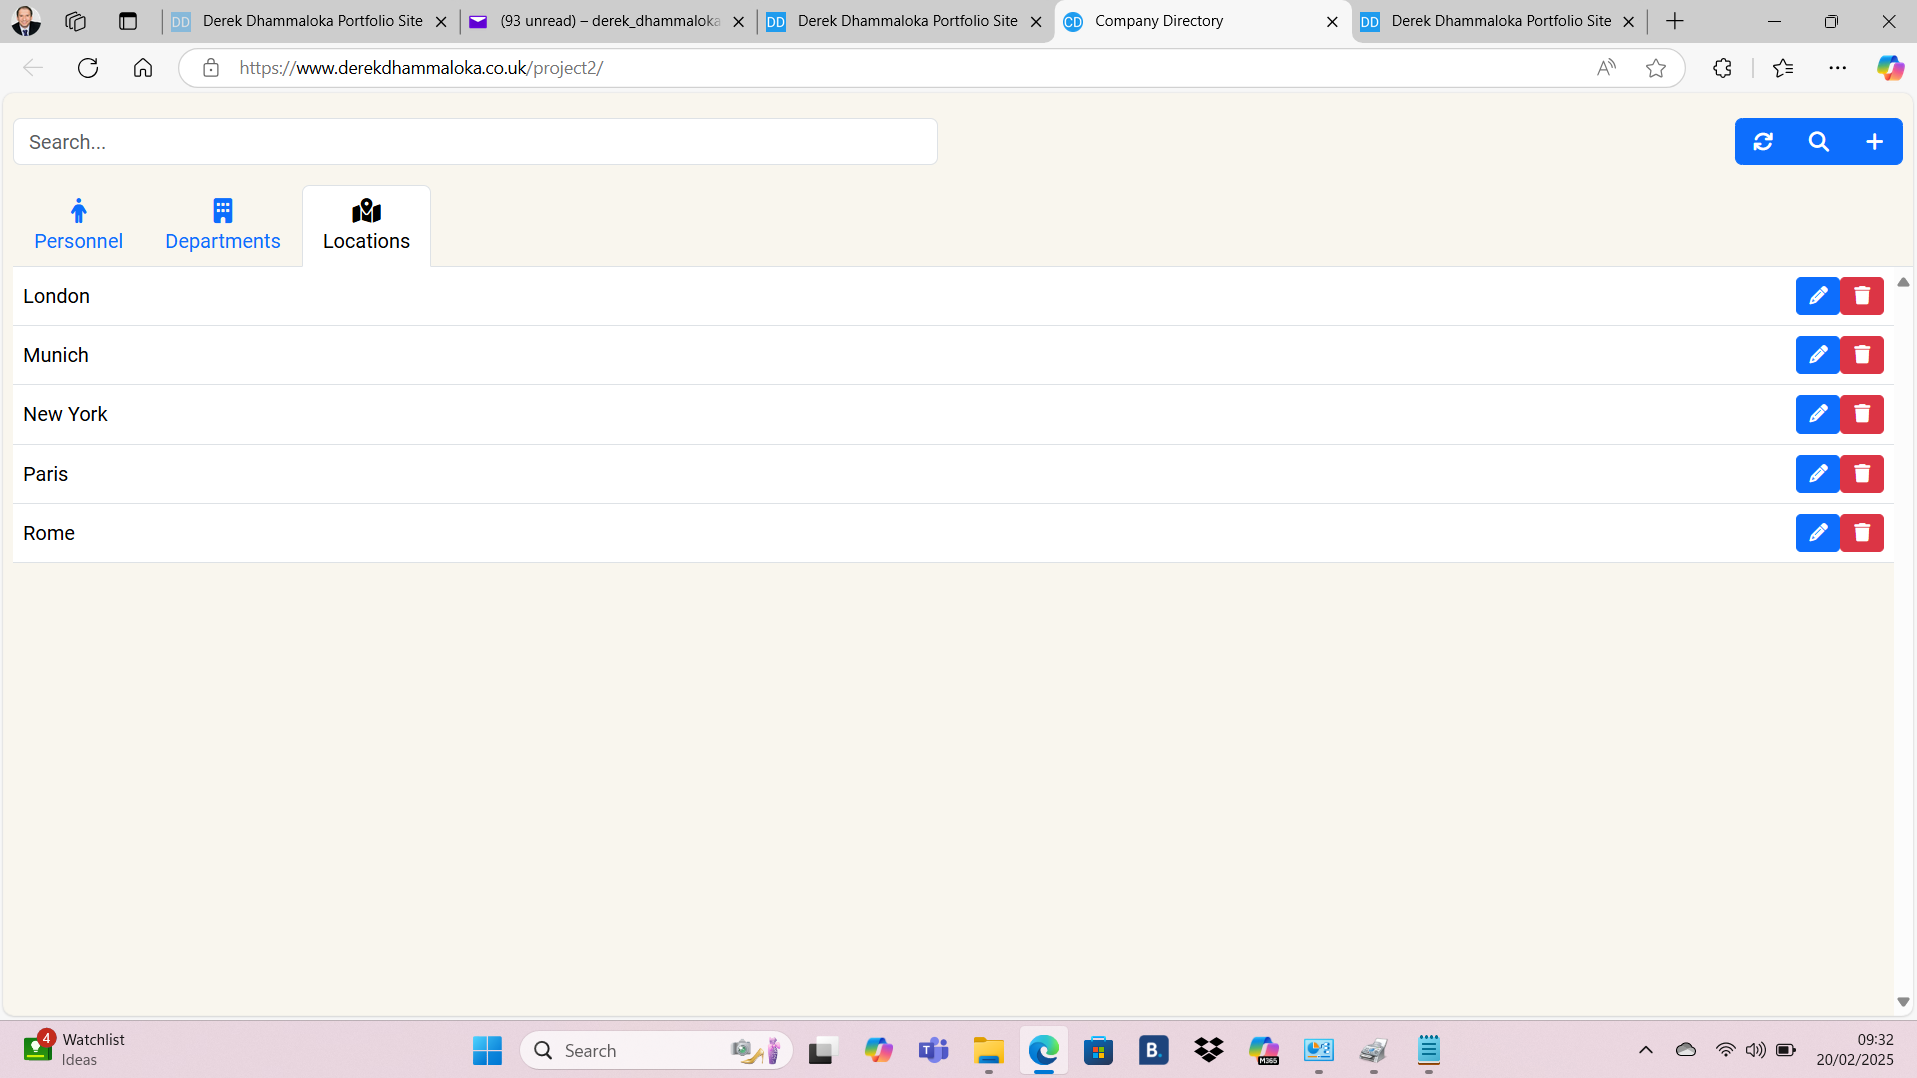 DD Derek Dhammaloka Portfolio Site
(93 unread) – derek_dhammaloka
DD Derek Dhammaloka Portfolio Site
CD Company Directory
DD Derek Dhammaloka Portfolio Site
https://www.derekdhammaloka.co.uk/project2/
Search...
Personnel
Departments
Locations
London
Munich
New York
Paris
Rome
4
Watchlist
Ideas
Search
T
B.
M365
09:32
20/02/2025